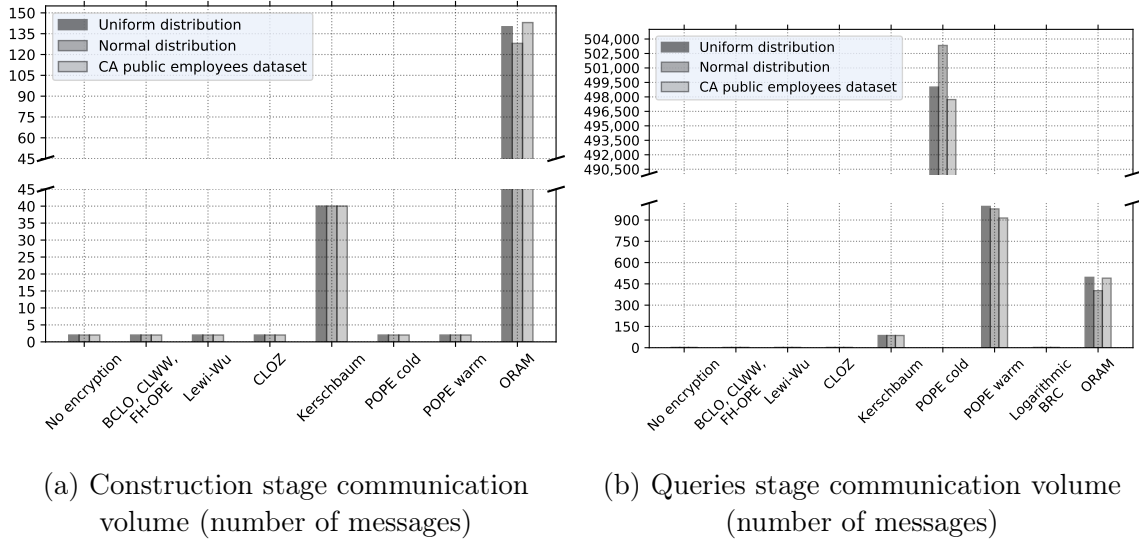 150
135
120
105
90
75
60
45
Uniform distribution
Normal distribution
CA public employees dataset
45
40
35
30
25
20
15
10
5
0
No encryption
BCLO, CLWW,
FH-OPE
Lewi-Wu
CLOZ
Kerschbaum
POPE cold
POPE warm
ORAM
(a) Construction stage communication
volume (number of messages)
504,000
502,500
501,000
499,500
498,000
496,500
495,000
493,500
492,000
490,500
Uniform distribution
Normal distribution
CA public employees dataset
900
750
600
450
300
150
0
No encryption
BCLO, CLWW,
FH-OPE
Lewi-Wu
CLOZ
Kerschbaum
POPE cold
POPE warm
Logarithmic
BRC
ORAM
(b) Queries stage communication volume
(number of messages)